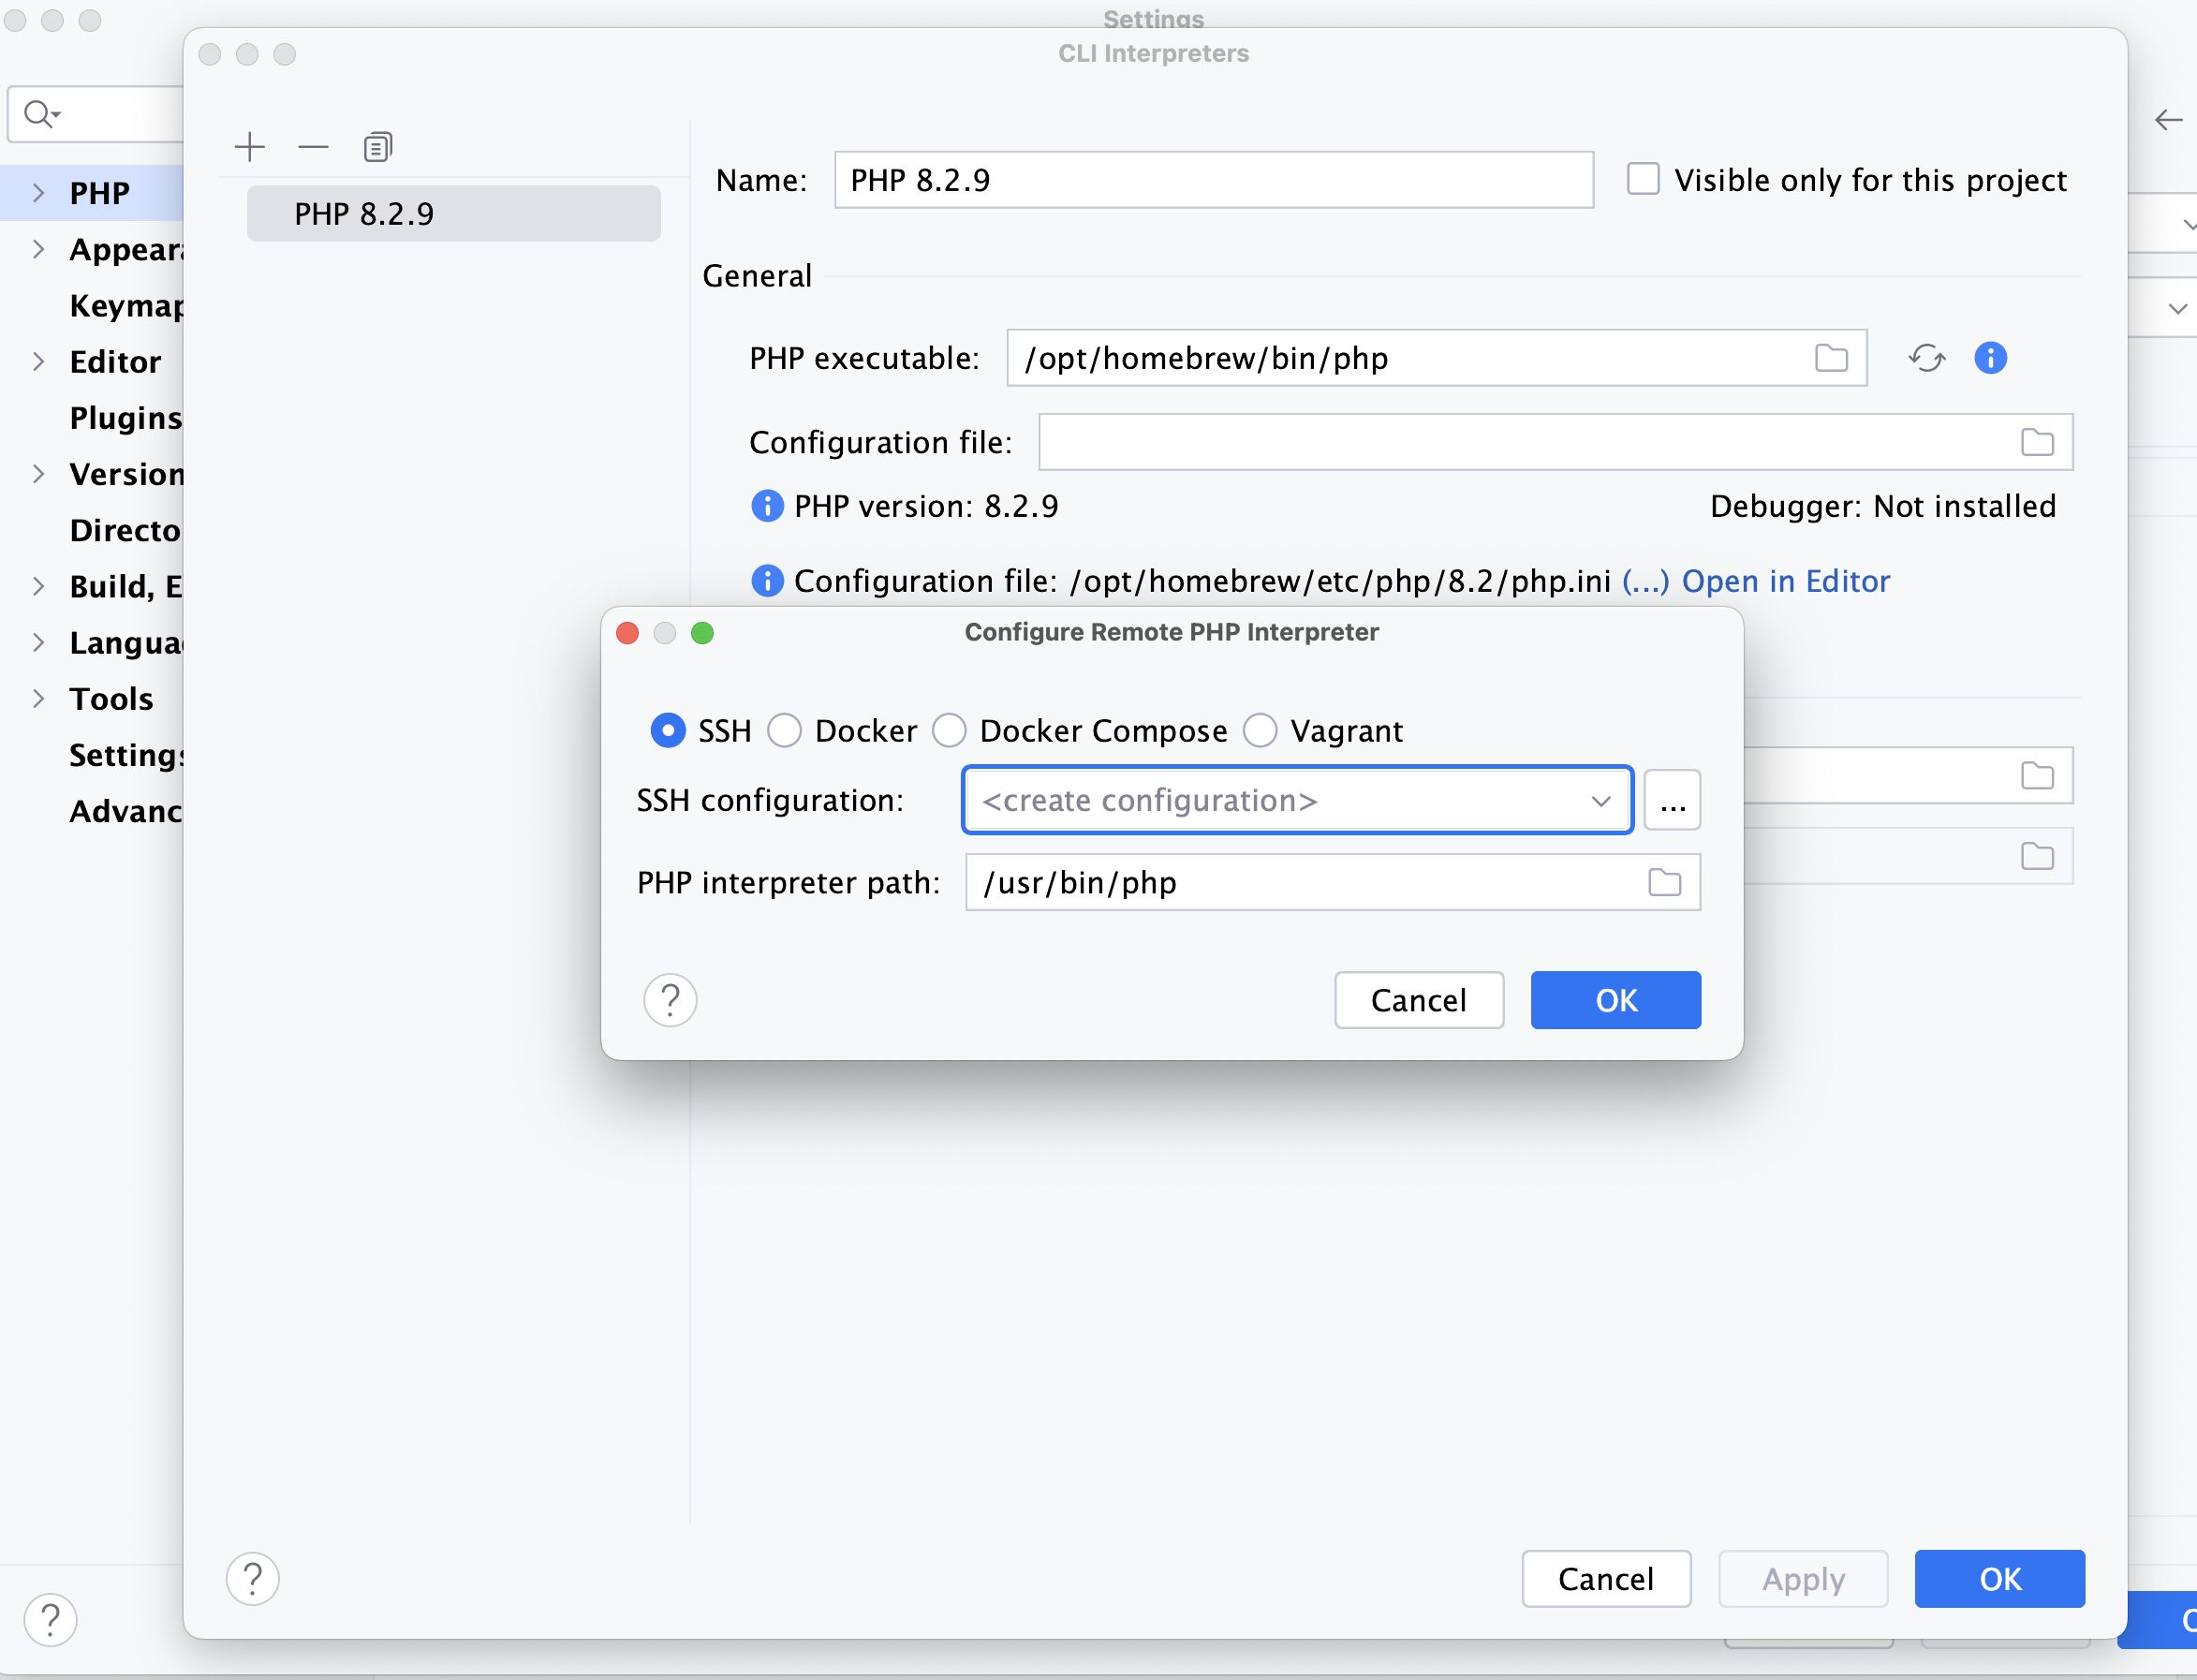 Settings
CLI Interpreters
PHP
Appeara
Keymap
Editor
Plugins
Version
Directo
Build, E
Langua
Tools
Settings
Advanc
PHP 8.2.9
Name: PHP 8.2.9 Visible only for this project
General
PHP executable: /opt/homebrew/bin/php
Configuration file:
PHP version: 8.2.9 Debugger: Not installed
Configuration file: /opt/homebrew/etc/php/8.2/php.ini (...) Open in Editor
Configure Remote PHP Interpreter
SSH Docker Docker Compose Vagrant
SSH configuration: <create configuration> ...
PHP interpreter path: /usr/bin/php
? Cancel OK
? Cancel Apply OK
?